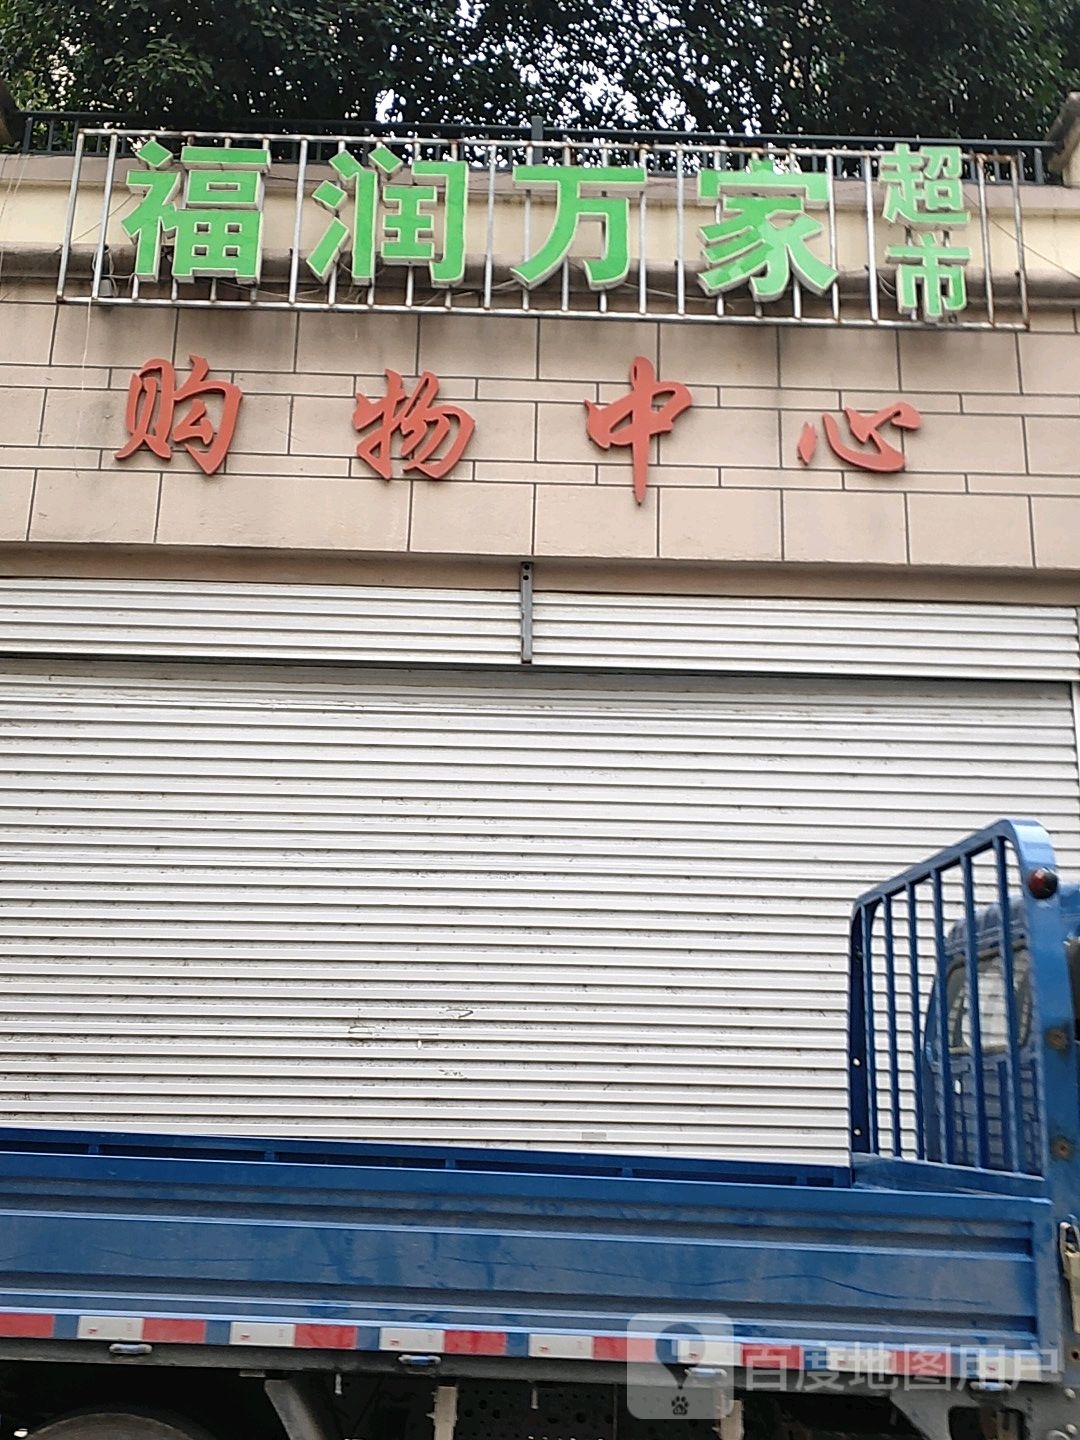 福润万家超市
购物中心
百度地图用户